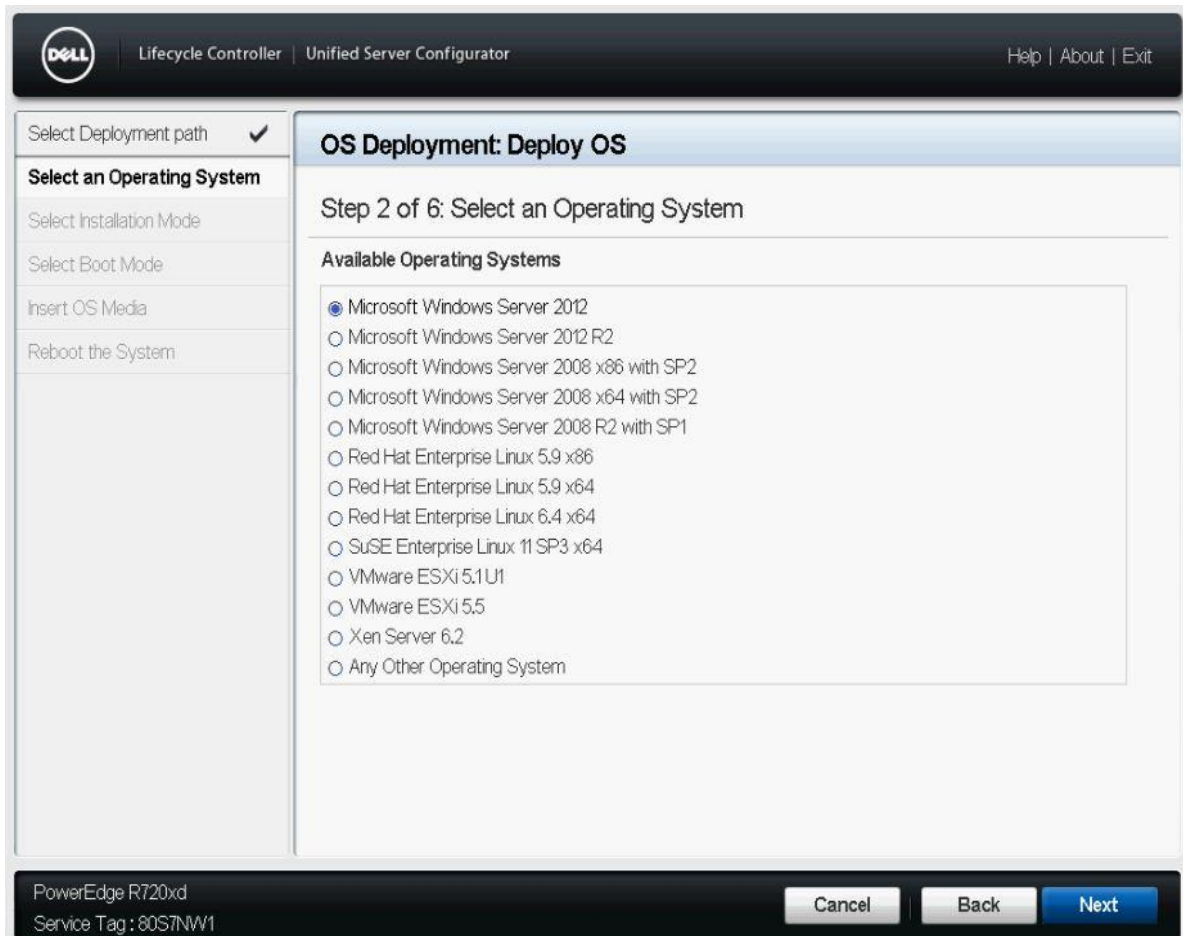 DELL
Lifecycle Controller | Unified Server Configurator
Help | About | Exit
Select Deployment path
Select an Operating System
Select Installation Mode
Select Boot Mode
Insert OS Media
Reboot the System
OS Deployment: Deploy OS
Step 2 of 6: Select an Operating System
Available Operating Systems
Microsoft Windows Server 2012
Microsoft Windows Server 2012 R2
Microsoft Windows Server 2008 x86 with SP2
Microsoft Windows Server 2008 x64 with SP2
Microsoft Windows Server 2008 R2 with SP1
Red Hat Enterprise Linux 5.9 x86
Red Hat Enterprise Linux 5.9 x64
Red Hat Enterprise Linux 6.4 x64
SuSE Enterprise Linux 11 SP3 x64
VMware ESXi 5.1 U1
VMware ESXi 5.5
Xen Server 6.2
Any Other Operating System
PowerEdge R720xd
Service Tag : 80S7NW1
Cancel
Back
Next